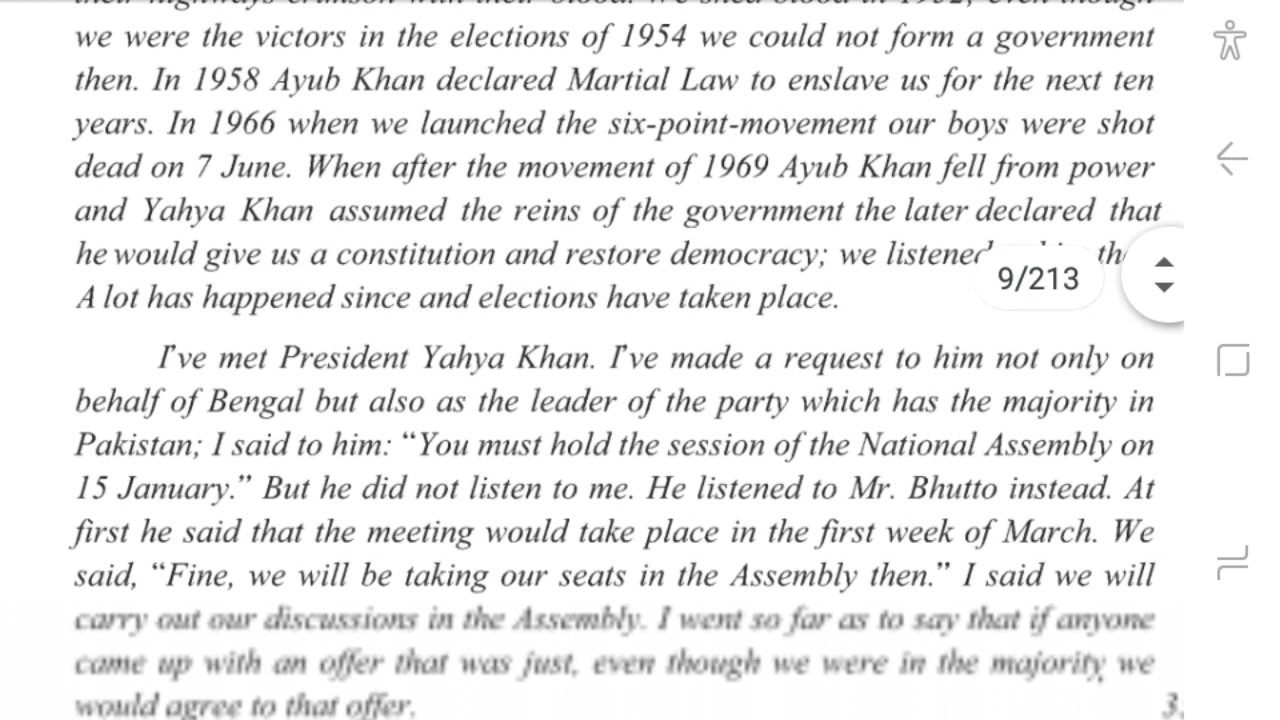 we were the victors in the elections of 1954 we could not form a government
then. In 1958 Ayub Khan declared Martial Law to enslave us for the next ten
years. In 1966 when we launched the six-point-movement our boys were shot
dead on 7 June. When after the movement of 1969 Ayub Khan fell from power
and Yahya Khan assumed the reins of the government the later declared that
he would give us a constitution and restore democracy; we listened
9/213
A lot has happened since and elections have taken place.
I've met President Yahya Khan. I've made a request to him not only on
behalf of Bengal but also as the leader of the party which has the majority in
Pakistan; I said to him: “You must hold the session of the National Assembly on
15 January.” But he did not listen to me. He listened to Mr. Bhutto instead. At
first he said that the meeting would take place in the first week of March. We
said, “Fine, we will be taking our seats in the Assembly then.” I said we will
carry out our discussions in the Assembly. I went so far as to say that if anyone
came up with an offer that was just, even though we were in the majority we
would agree to that offer.
3.